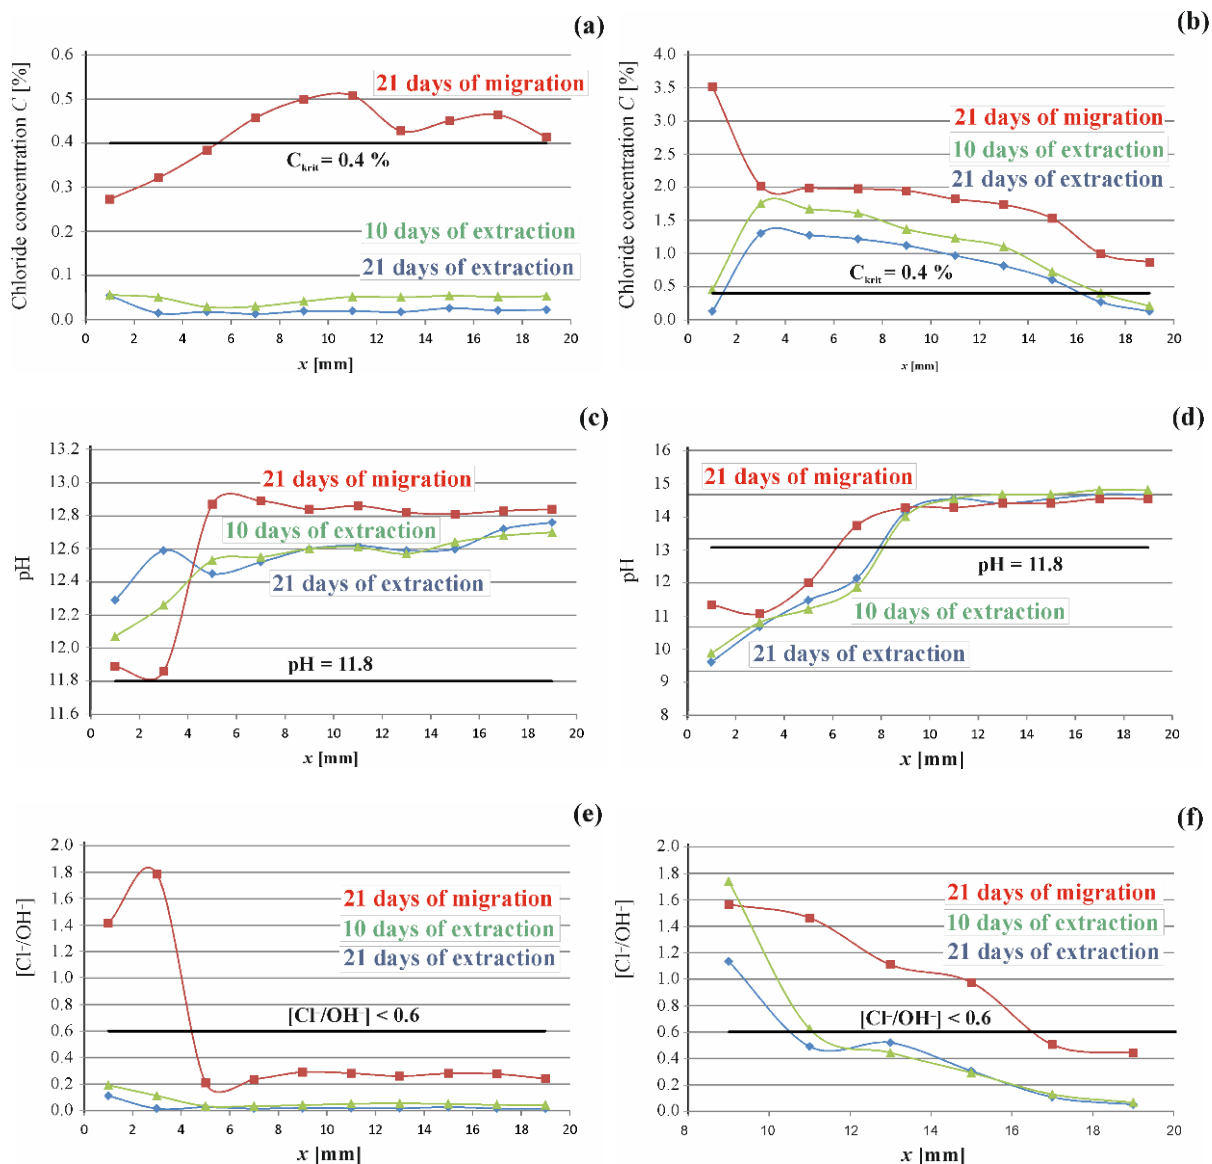 (a)
Chloride concentration C [%]
0.6
0.5
0.4
0.3
0.2
0.1
0.0
21 days of migration
Ckrit = 0.4 %
10 days of extraction
21 days of extraction
0 2 4 6 8 10 12 14 16 18 20
x [mm]
(b)
Chloride concentration C [%]
4.0
3.5
3.0
2.5
2.0
1.5
1.0
0.5
0.0
21 days of migration
10 days of extraction
21 days of extraction
Ckrit = 0.4 %
0 2 4 6 8 10 12 14 16 18 20
x [mm]
(c)
pH
13.2
13.0
12.8
12.6
12.4
12.2
12.0
11.8
11.6
21 days of migration
10 days of extraction
21 days of extraction
pH = 11.8
0 2 4 6 8 10 12 14 16 18 20
x [mm]
(d)
pH
16
15
14
13
12
11
10
9
8
21 days of migration
pH = 11.8
10 days of extraction
21 days of extraction
0 2 4 6 8 10 12 14 16 18 20
x [mm]
(e)
[Cl-/OH-]
2.0
1.8
1.6
1.4
1.2
1.0
0.8
0.6
0.4
0.2
0.0
21 days of migration
10 days of extraction
21 days of extraction
[Cl-/OH-] < 0.6
0 2 4 6 8 10 12 14 16 18 20
x [mm]
(f)
[Cl-/OH-]
2.0
1.8
1.6
1.4
1.2
1.0
0.8
0.6
0.4
0.2
0.0
21 days of migration
10 days of extraction
21 days of extraction
[Cl-/OH-] < 0.6
8 10 12 14 16 18 20
x [mm]